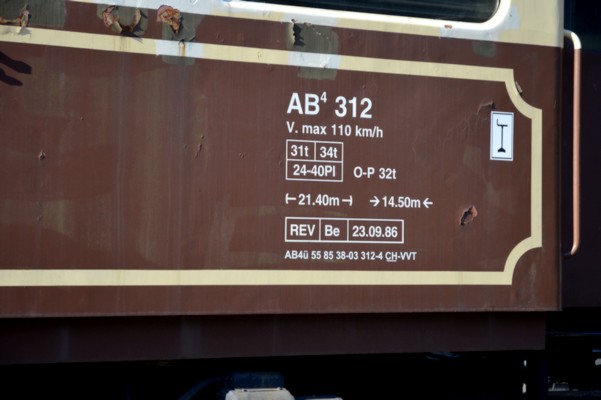 AB⁴ 312
V. max 110 km/h
31t 34t
24-40Pl O-P 32t
21.40m 14.50m
REV Be 23.09.86
AB4ü 55 85 38-03 312-4 CH-VVT